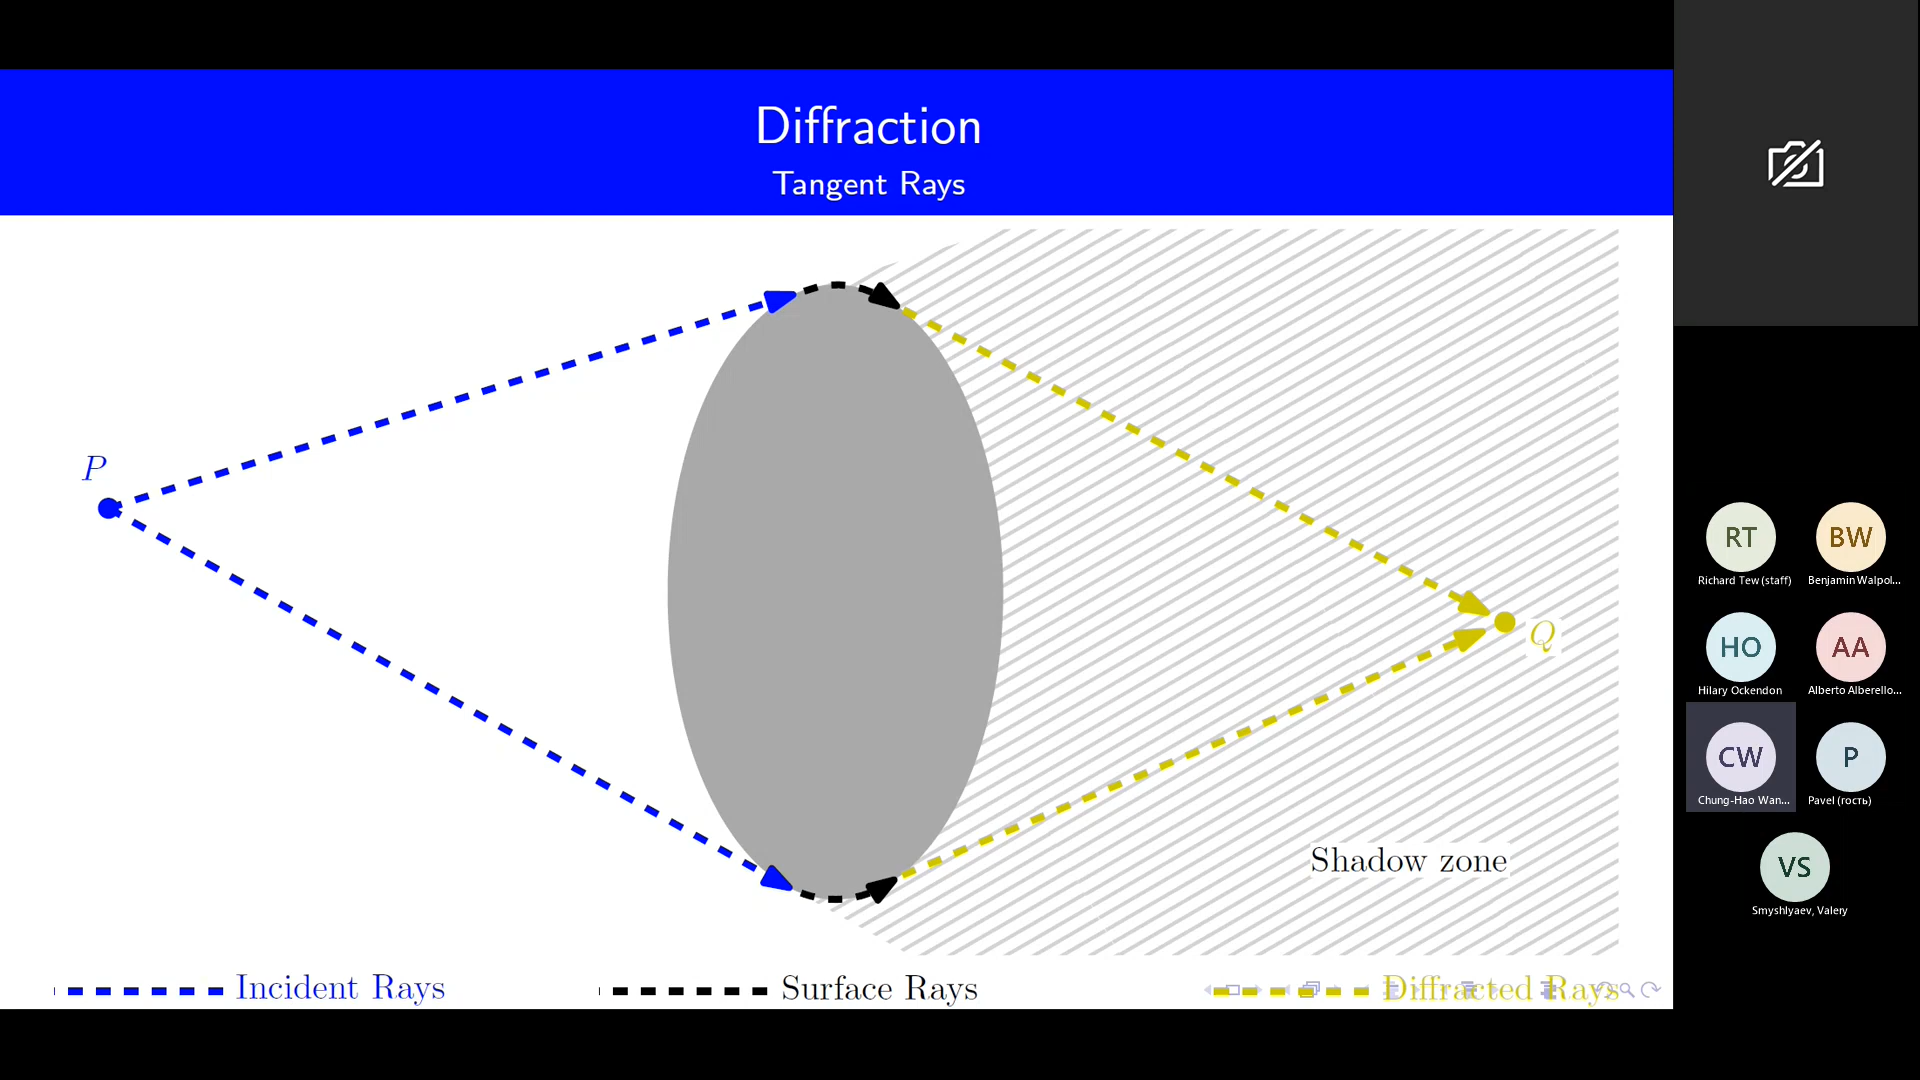 Diffraction
Tangent Rays
P
Q
Shadow zone
Incident Rays
Surface Rays
Diffracted Rays
RT
BW
Richard Tew (staff)
Benjamin Walpol...
HO
AA
Hilary Ockendon
Alberto Alberello...
CW
P
Chung-Hao Wan...
Pavel (гость)
VS
Smyshlyaev, Valery